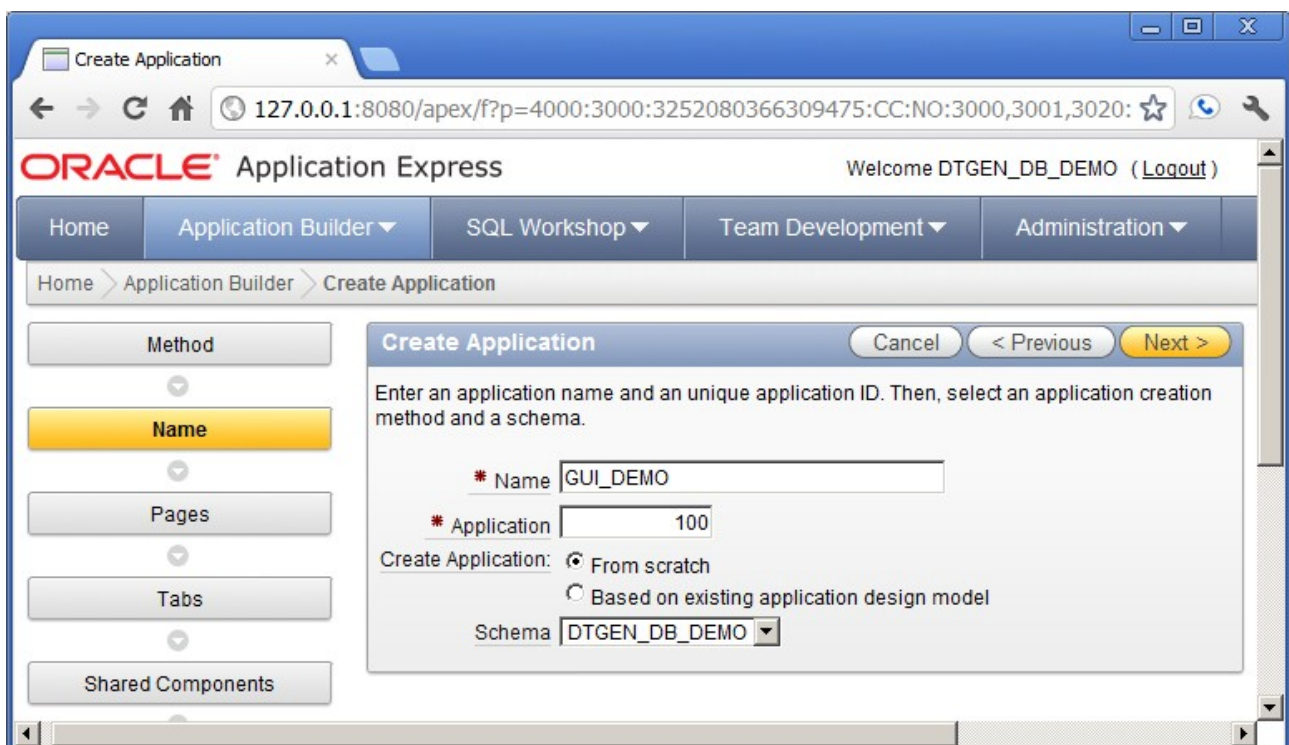 Create Application
127.0.0.1:8080/apex/f?p=4000:3000:3252080366309475:CC:NO:3000,3001,3020:
ORACLE Application Express
Welcome DTGEN_DB_DEMO ( Logout )
Home Application Builder SQL Workshop Team Development Administration
Home Application Builder Create Application
Method
Name
Pages
Tabs
Shared Components
Create Application Cancel < Previous Next >
Enter an application name and an unique application ID. Then, select an application creation
method and a schema.
* Name GUI_DEMO
* Application 100
Create Application: From scratch
Based on existing application design model
Schema DTGEN_DB_DEMO